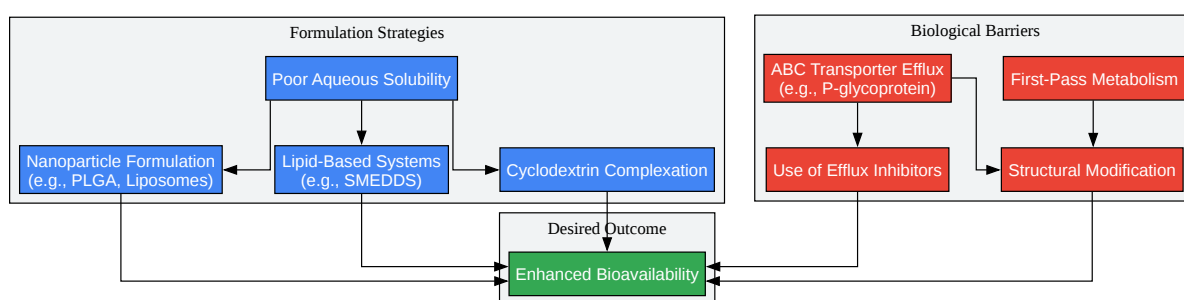 Formulation Strategies
Poor Aqueous Solubility
Nanoparticle Formulation
(e.g., PLGA, Liposomes)
Lipid-Based Systems
(e.g., SMEDDS)
Cyclodextrin Complexation
Biological Barriers
ABC Transporter Efflux
(e.g., P-glycoprotein)
First-Pass Metabolism
Use of Efflux Inhibitors
Structural Modification
Desired Outcome
Enhanced Bioavailability